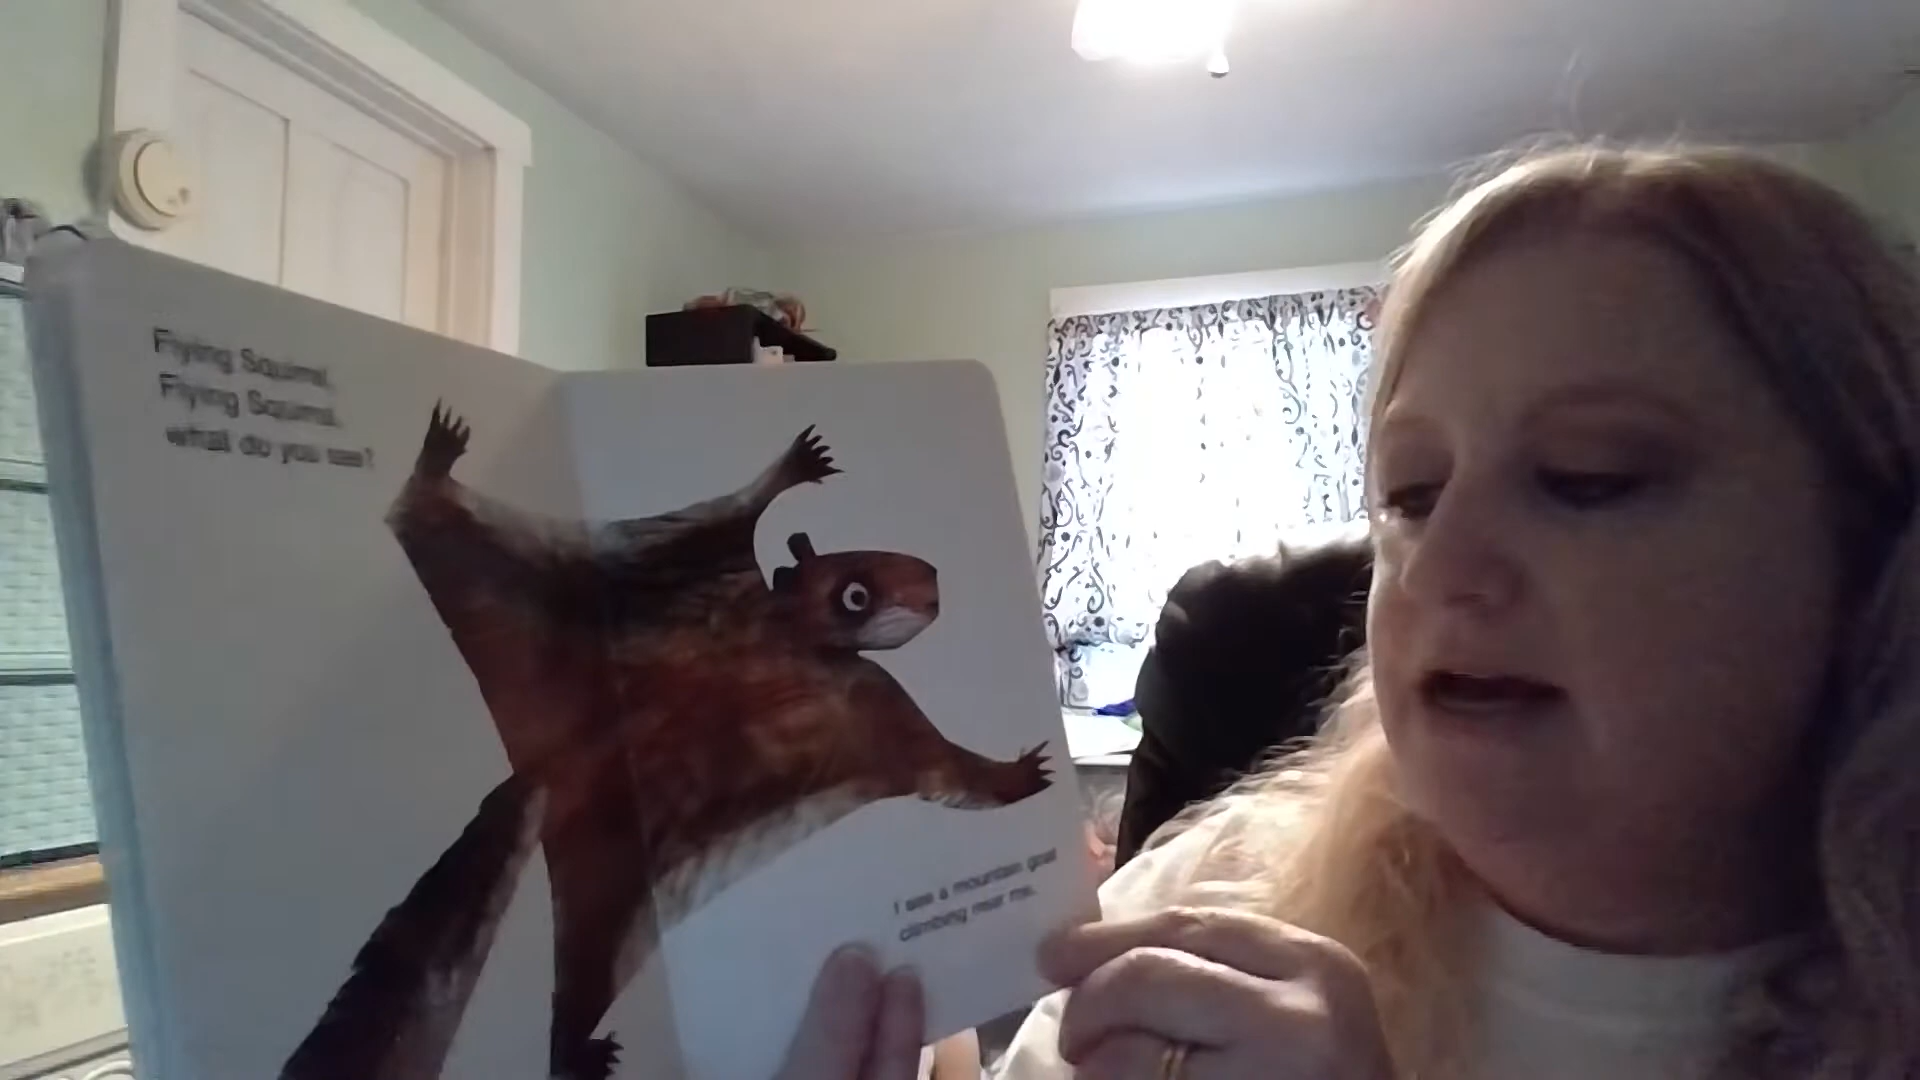 Flying Squirrel,
Flying Squirrel,
what do you see?
I see a mountain goat
climbing near me.